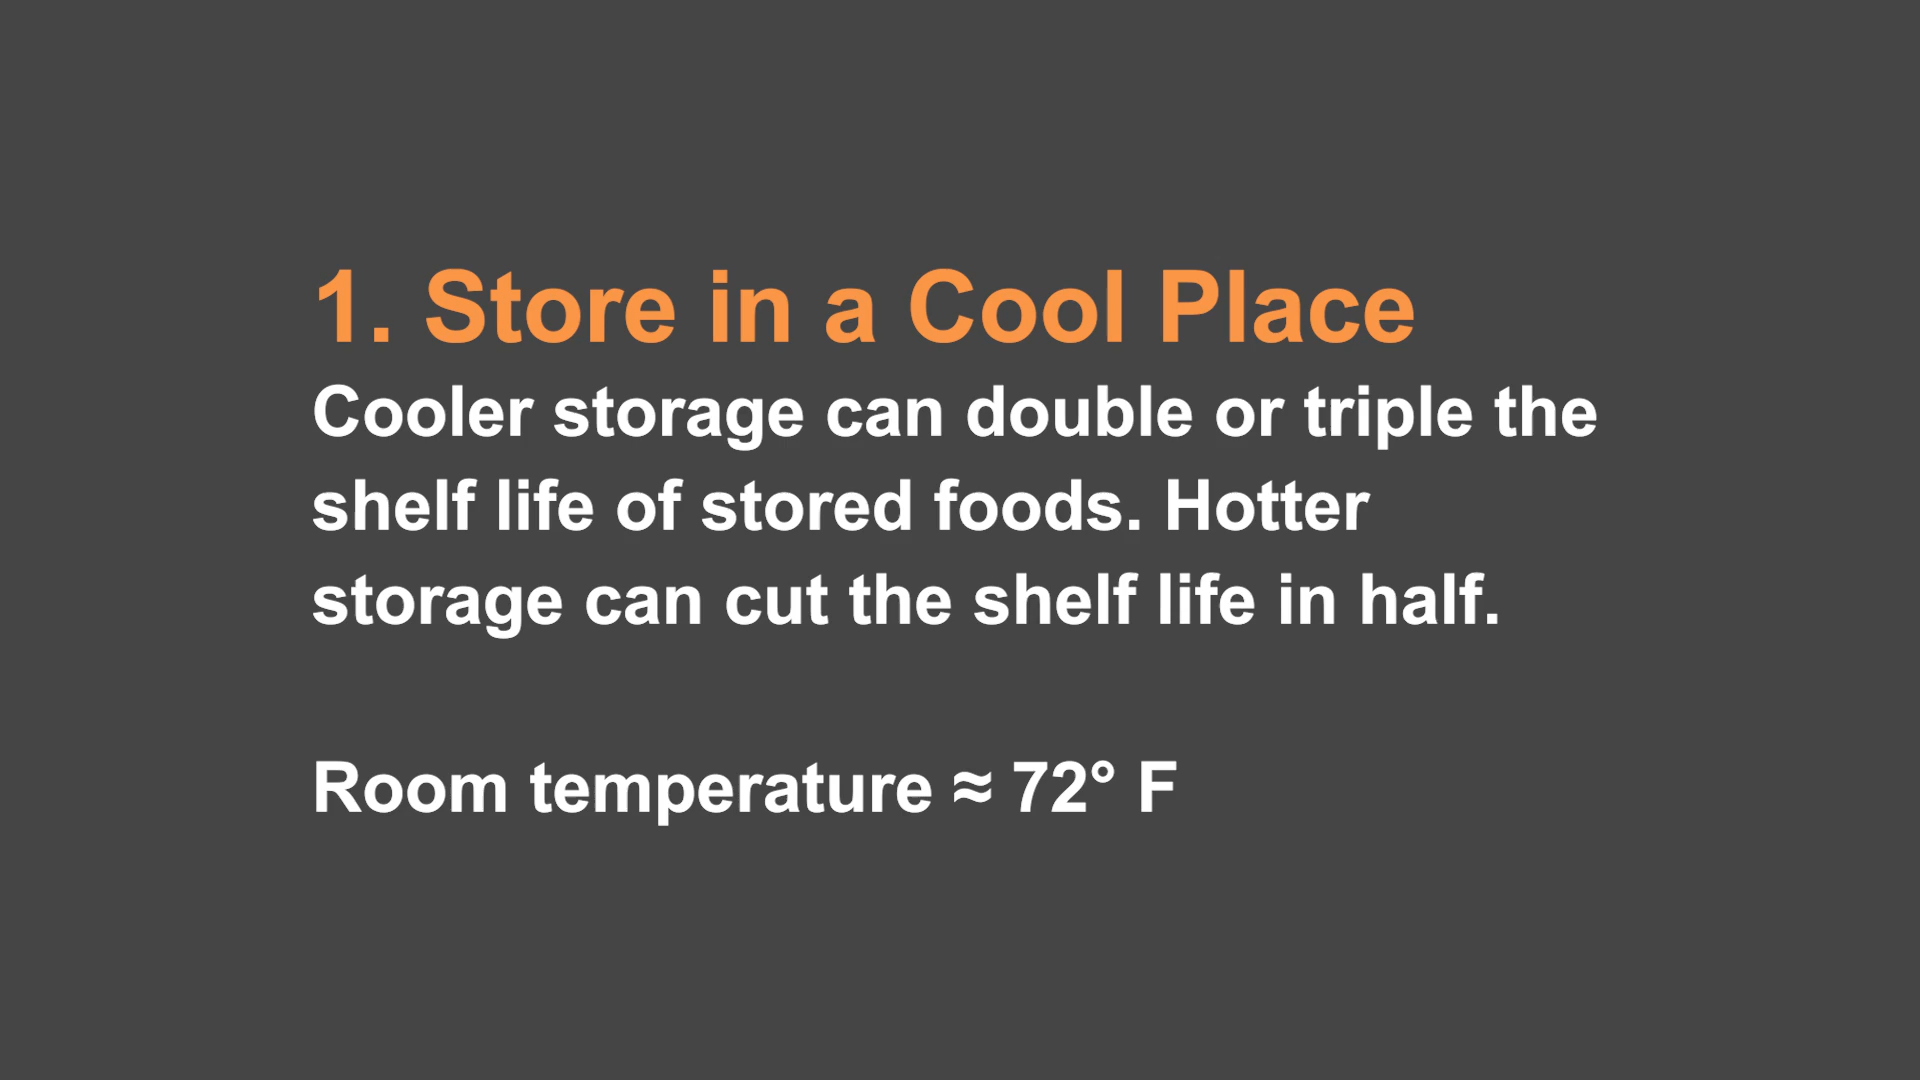 1. Store in a Cool Place
Cooler storage can double or triple the
shelf life of stored foods. Hotter
storage can cut the shelf life in half.
Room temperature ≈ 72° F